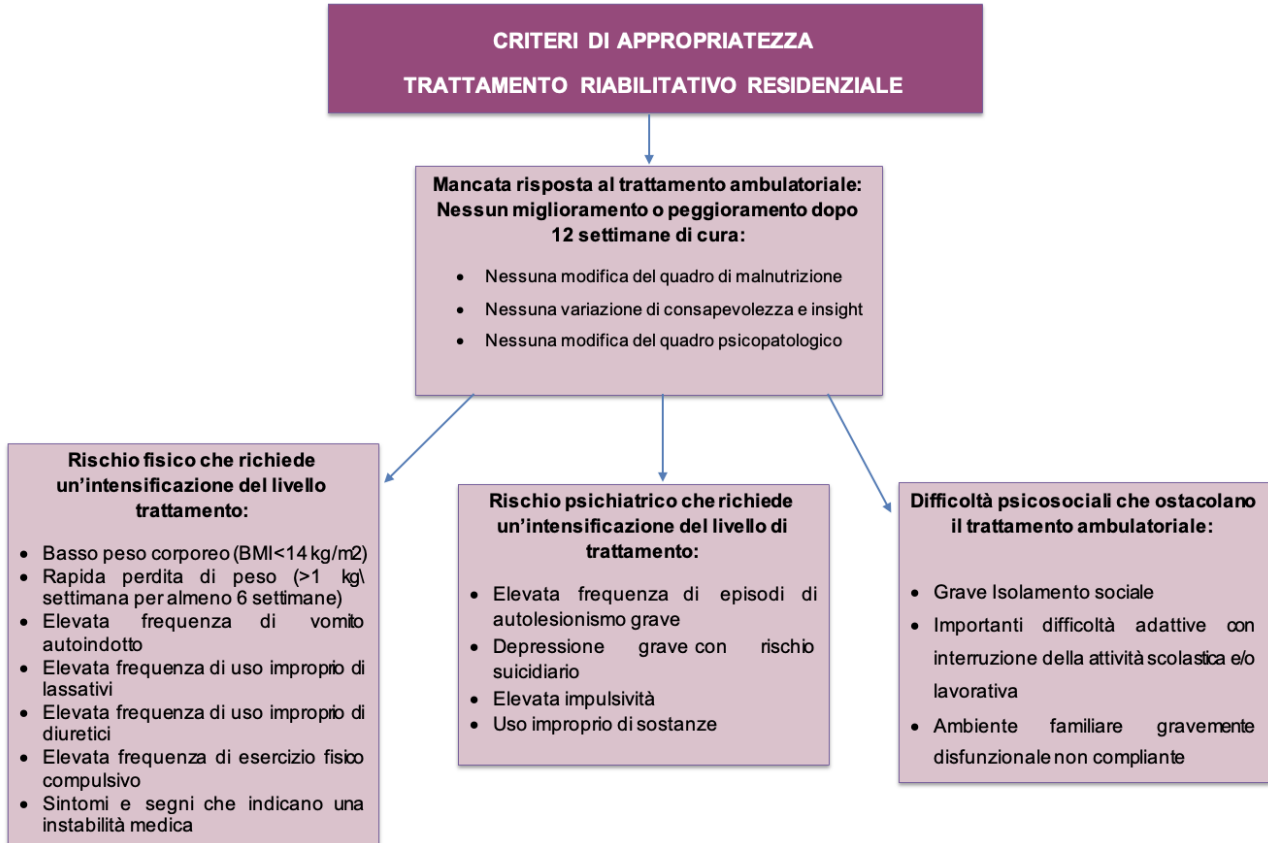 CRITERI DI APPROPRIATEZZA
TRATTAMENTO RIABILITATIVO RESIDENZIALE
Mancata risposta al trattamento ambulatoriale:
Nessun miglioramento o peggioramento dopo
12 settimane di cura:
• Nessuna modifica del quadro di malnutrizione
• Nessuna variazione di consapevolezza e insight
• Nessuna modifica del quadro psicopatologico
Rischio fisico che richiede
un'intensificazione del livello
trattamento:
• Basso peso corporeo (BMI<14 kg/m2)
• Rapida perdita di peso (>1 kg\
settimana per almeno 6 settimane)
• Elevata frequenza di vomito
autoindotto
• Elevata frequenza di uso improprio di
lassativi
• Elevata frequenza di uso improprio di
diuretici
• Elevata frequenza di esercizio fisico
compulsivo
• Sintomi e segni che indicano una
instabilità medica
Rischio psichiatrico che richiede
un'intensificazione del livello di
trattamento:
• Elevata frequenza di episodi di
autolesionismo grave
• Depressione grave con rischio
suicidiario
• Elevata impulsività
• Uso improprio di sostanze
Difficoltà psicosociali che ostacolano
il trattamento ambulatoriale:
• Grave Isolamento sociale
• Importanti difficoltà adattive con
interruzione della attività scolastica e/o
lavorativa
• Ambiente familiare gravemente
disfunzionale non compliante